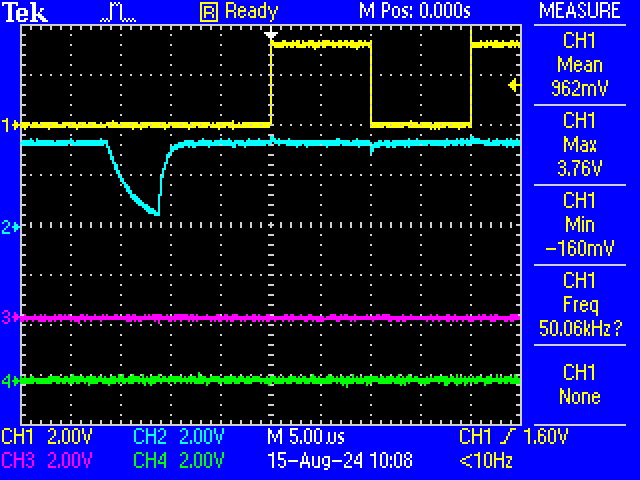 Tek R Ready M Pos: 0.000s MEASURE
CH1
Mean
962mV
CH1
Max
3.76V
CH1
Min
-160mV
CH1
Freq
50.06kHz?
CH1
None
1
2
3
4
CH1 2.00V CH2 2.00V M 5.00µs CH1 1.60V
CH3 2.00V CH4 2.00V 15-Aug-24 10:08 <10Hz